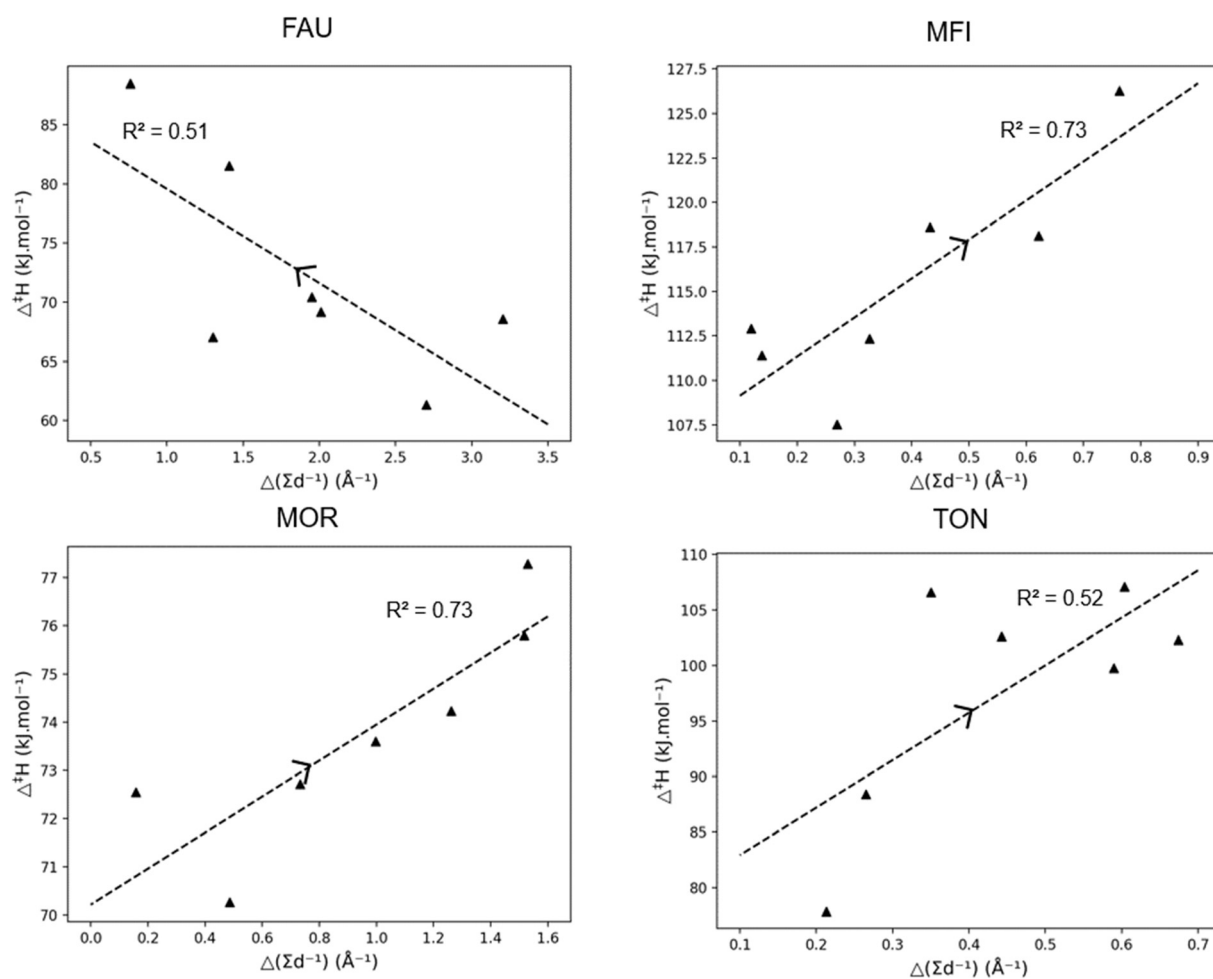 FAU
R² = 0.51
Δ‡H (kJ.mol⁻¹)
85
80
75
70
65
60
0.5 1.0 1.5 2.0 2.5 3.0 3.5
Δ(Σd⁻¹) (Å⁻¹)
MFI
R² = 0.73
Δ‡H (kJ.mol⁻¹)
127.5
125.0
122.5
120.0
117.5
115.0
112.5
110.0
107.5
0.1 0.2 0.3 0.4 0.5 0.6 0.7 0.8 0.9
Δ(Σd⁻¹) (Å⁻¹)
MOR
R² = 0.73
Δ‡H (kJ.mol⁻¹)
77
76
75
74
73
72
71
70
0.0 0.2 0.4 0.6 0.8 1.0 1.2 1.4 1.6
Δ(Σd⁻¹) (Å⁻¹)
TON
R² = 0.52
Δ‡H (kJ.mol⁻¹)
110
105
100
95
90
85
80
0.1 0.2 0.3 0.4 0.5 0.6 0.7
Δ(Σd⁻¹) (Å⁻¹)